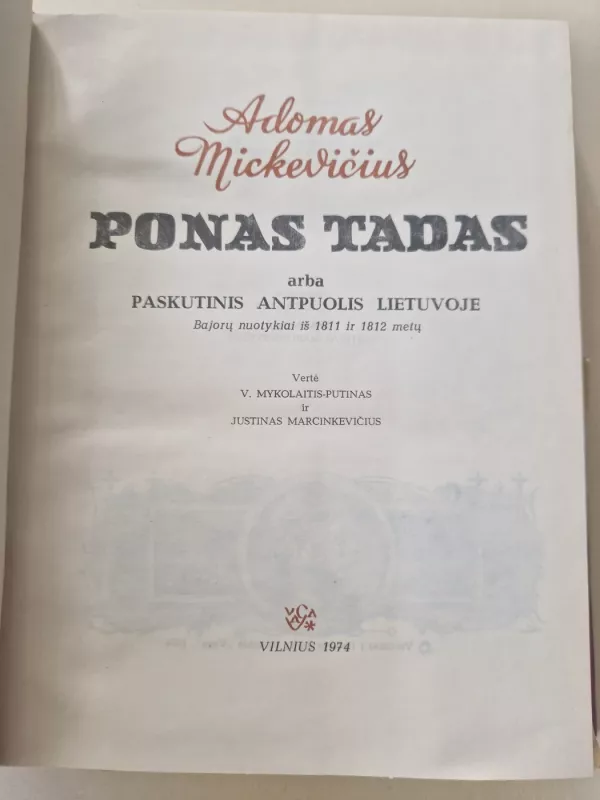 Adomas
Mickevičius
PONAS TADAS
arba
PASKUTINIS ANTPUOLIS LIETUVOJE
Bajorų nuotykiai iš 1811 ir 1812 metų
Vertė
V. MYKOLAITIS-PUTINAS
ir
JUSTINAS MARCINKEVIČIUS
VAGA
VILNIUS 1974